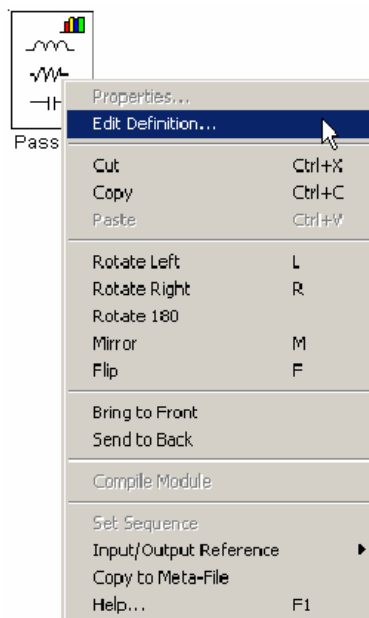 Pass
Properties...
Edit Definition...
Cut Ctrl+X
Copy Ctrl+C
Paste Ctrl+V
Rotate Left L
Rotate Right R
Rotate 180
Mirror M
Flip F
Bring to Front
Send to Back
Compile Module
Set Sequence
Input/Output Reference
Copy to Meta-File
Help... F1